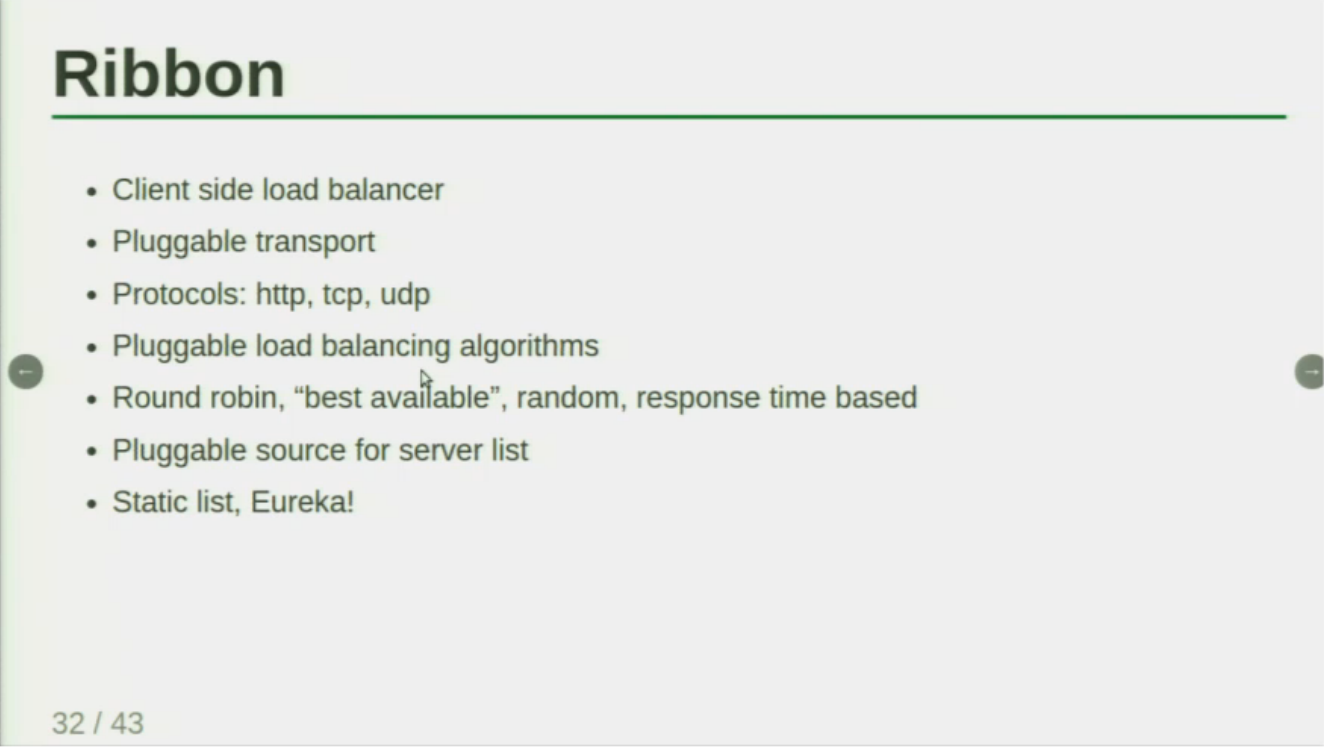 Ribbon
Client side load balancer
Pluggable transport
Protocols: http, tcp, udp
Pluggable load balancing algorithms
Round robin, “best available”, random, response time based
Pluggable source for server list
Static list, Eureka!
32 / 43